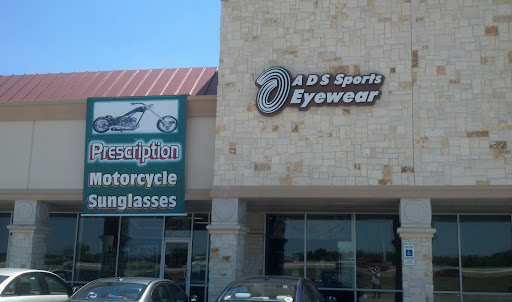 Prescription
Motorcycle
Sunglasses
ADS Sports
Eyewear